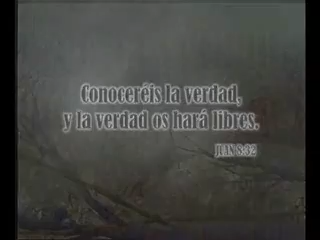 Conoceréis la verdad,
y la verdad os hará libres.
JUAN 8:32